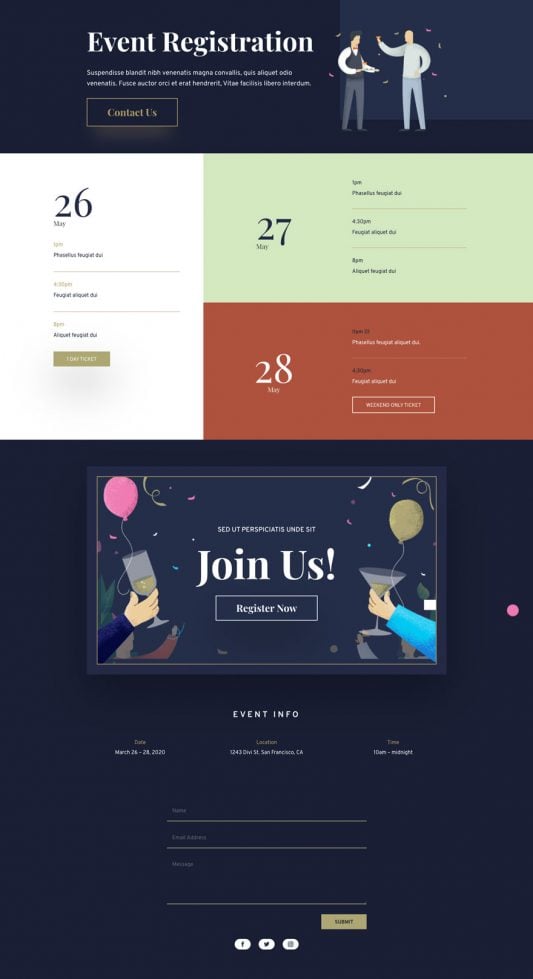 Event Registration
Suspendisse blandit nibh venenatis magna convallis, quis aliquet odio
venenatis. Fusce auctor orci et erat hendrerit, Vitae facilisis libero interdum.
Contact Us
26
May
1pm
Phasellus feugiat dui
4:30pm
Feugiat aliquet dui
8pm
Aliquet feugiat dui
1 DAY TICKET
27
May
1pm
Phasellus feugiat dui
4:30pm
Feugiat aliquet dui
8pm
Aliquet feugiat dui
28
May
Phasellus feugiat aliquet dui.
4:30pm
Feugiat aliquet dui
WEEKEND ONLY TICKET
SED UT PERSPICIATIS UNDE SIT
Join Us!
Register Now
EVENT INFO
Date
March 26 – 28, 2020
Location
1243 Divi St. San Francisco, CA
Time
10am – midnight
Name
Email Address
Message
SUBMIT